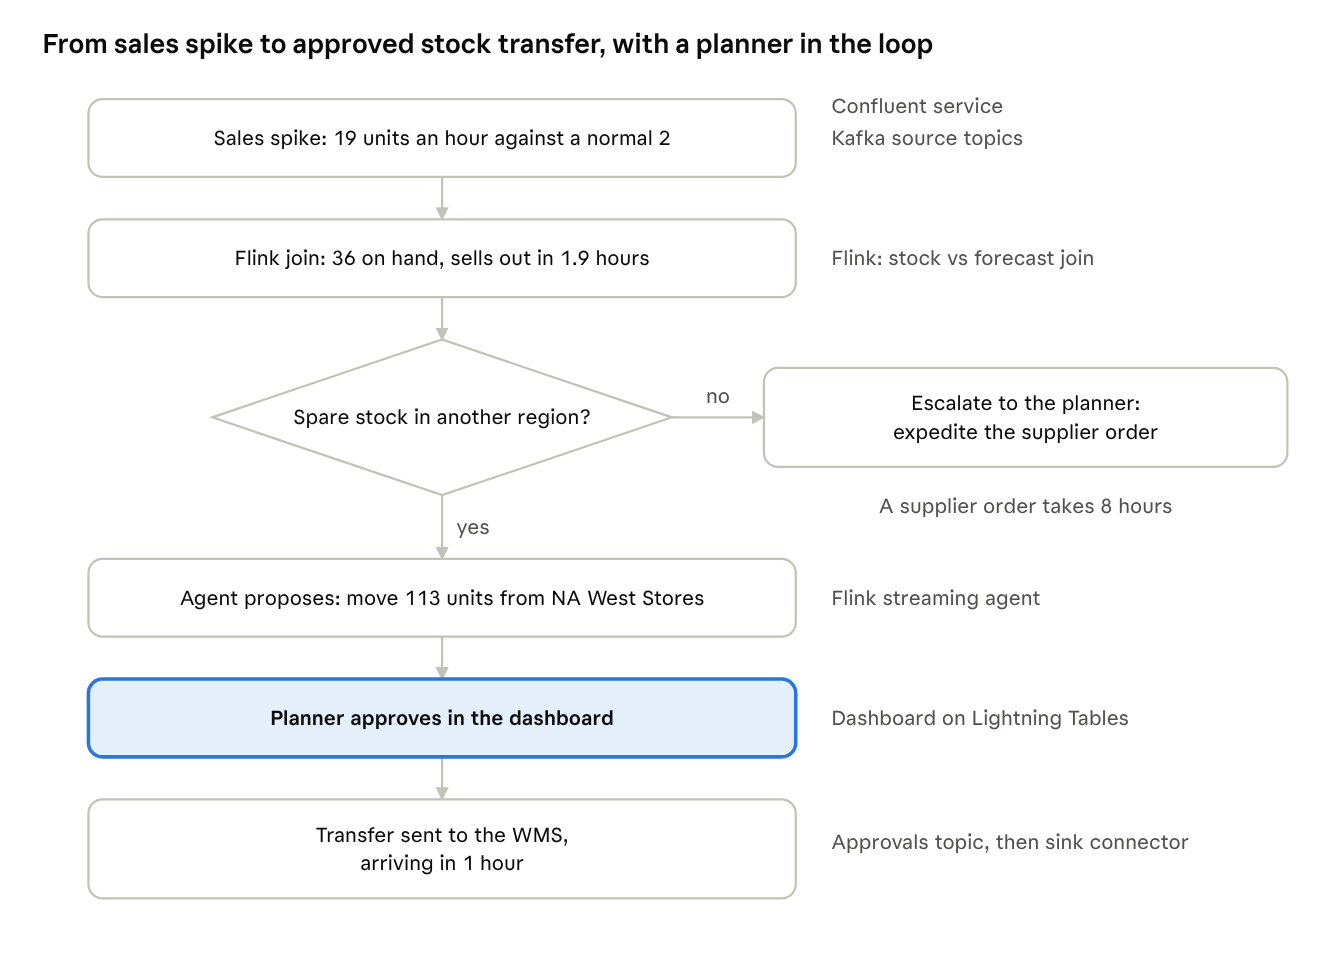 From sales spike to approved stock transfer, with a planner in the loop
Confluent service
Sales spike: 19 units an hour against a normal 2
Kafka source topics
Flink join: 36 on hand, sells out in 1.9 hours
Flink: stock vs forecast join
Spare stock in another region?
no
Escalate to the planner:
expedite the supplier order
A supplier order takes 8 hours
yes
Agent proposes: move 113 units from NA West Stores
Flink streaming agent
Planner approves in the dashboard
Dashboard on Lightning Tables
Transfer sent to the WMS,
arriving in 1 hour
Approvals topic, then sink connector